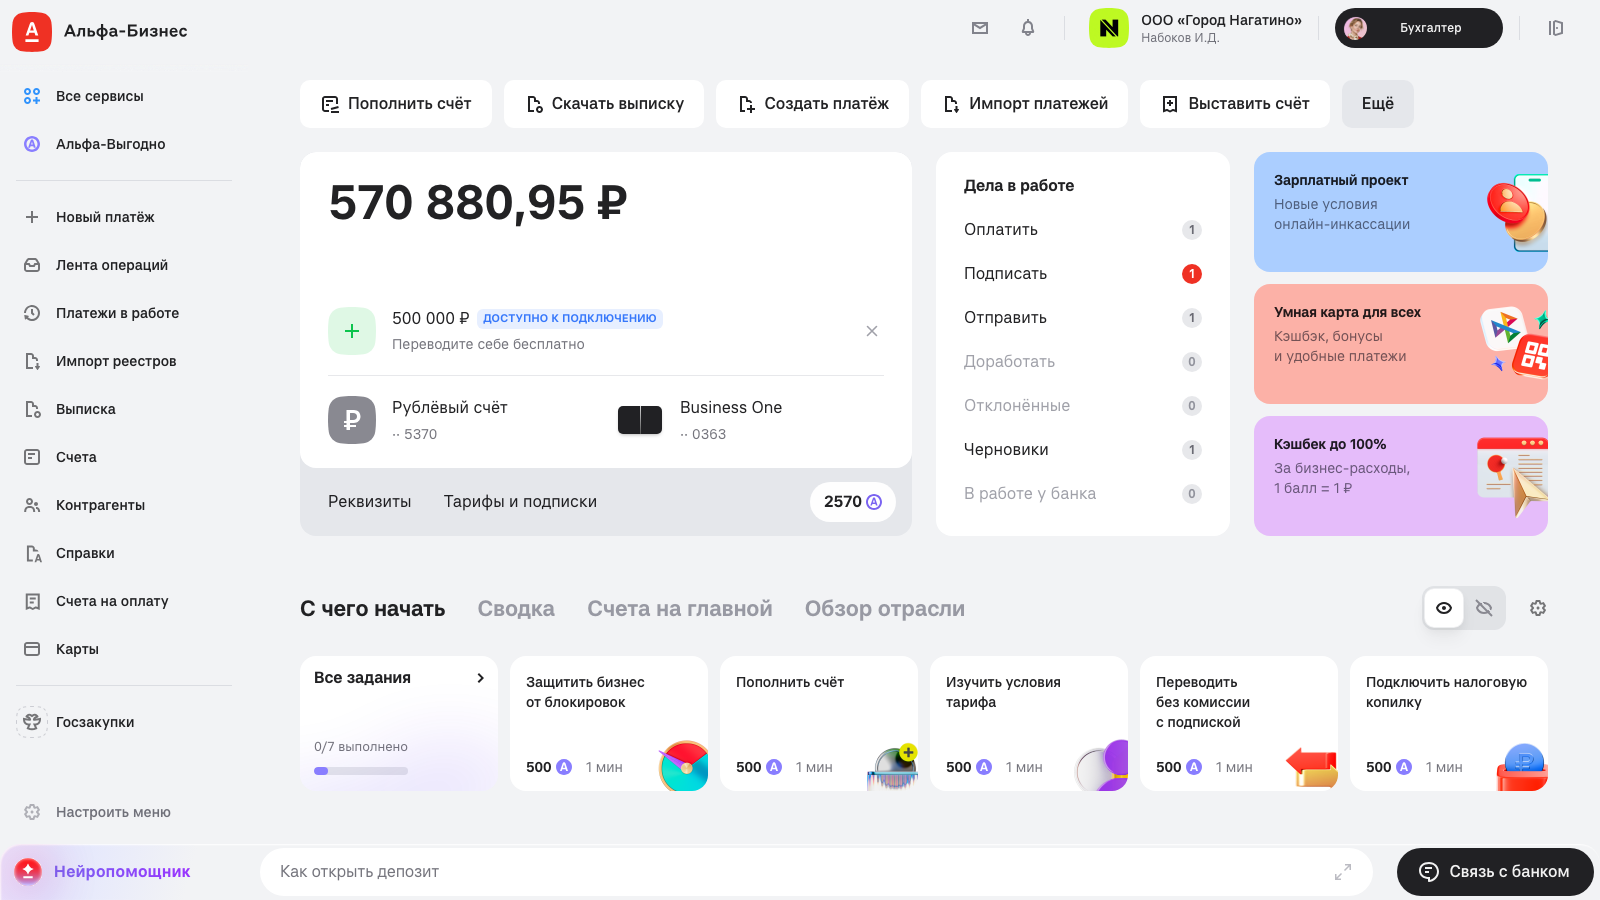 Альфа-Бизнес
ООО «Город Нагатино»
Набоков И.Д.
Бухгалтер
Все сервисы
Альфа-Выгодно
Новый платёж
Лента операций
Платежи в работе
Импорт реестров
Выписка
Счета
Контрагенты
Справки
Счета на оплату
Карты
Госзакупки
Настроить меню
Пополнить счёт
Скачать выписку
Создать платёж
Импорт платежей
Выставить счёт
Ещё
570 880,95 ₽
500 000 ₽ ДОСТУПНО К ПОДКЛЮЧЕНИЮ
Переводите себе бесплатно
Рублёвый счёт
·· 5370
Business One
·· 0363
Реквизиты
Тарифы и подписки
2570
Дела в работе
Оплатить 1
Подписать 1
Отправить 1
Доработать 0
Отклонённые 0
Черновики 1
В работе у банка 0
Зарплатный проект
Новые условия
онлайн-инкассации
Умная карта для всех
Кэшбэк, бонусы
и удобные платежи
Кэшбек до 100%
За бизнес-расходы,
1 балл = 1 ₽
С чего начать
Сводка
Счета на главной
Обзор отрасли
Все задания
0/7 выполнено
Защитить бизнес
от блокировок
500 1 мин
Пополнить счёт
500 1 мин
Изучить условия
тарифа
500 1 мин
Переводить
без комиссии
с подпиской
500 1 мин
Подключить налоговую
копилку
500 1 мин
Нейропомощник
Как открыть депозит
Связь с банком